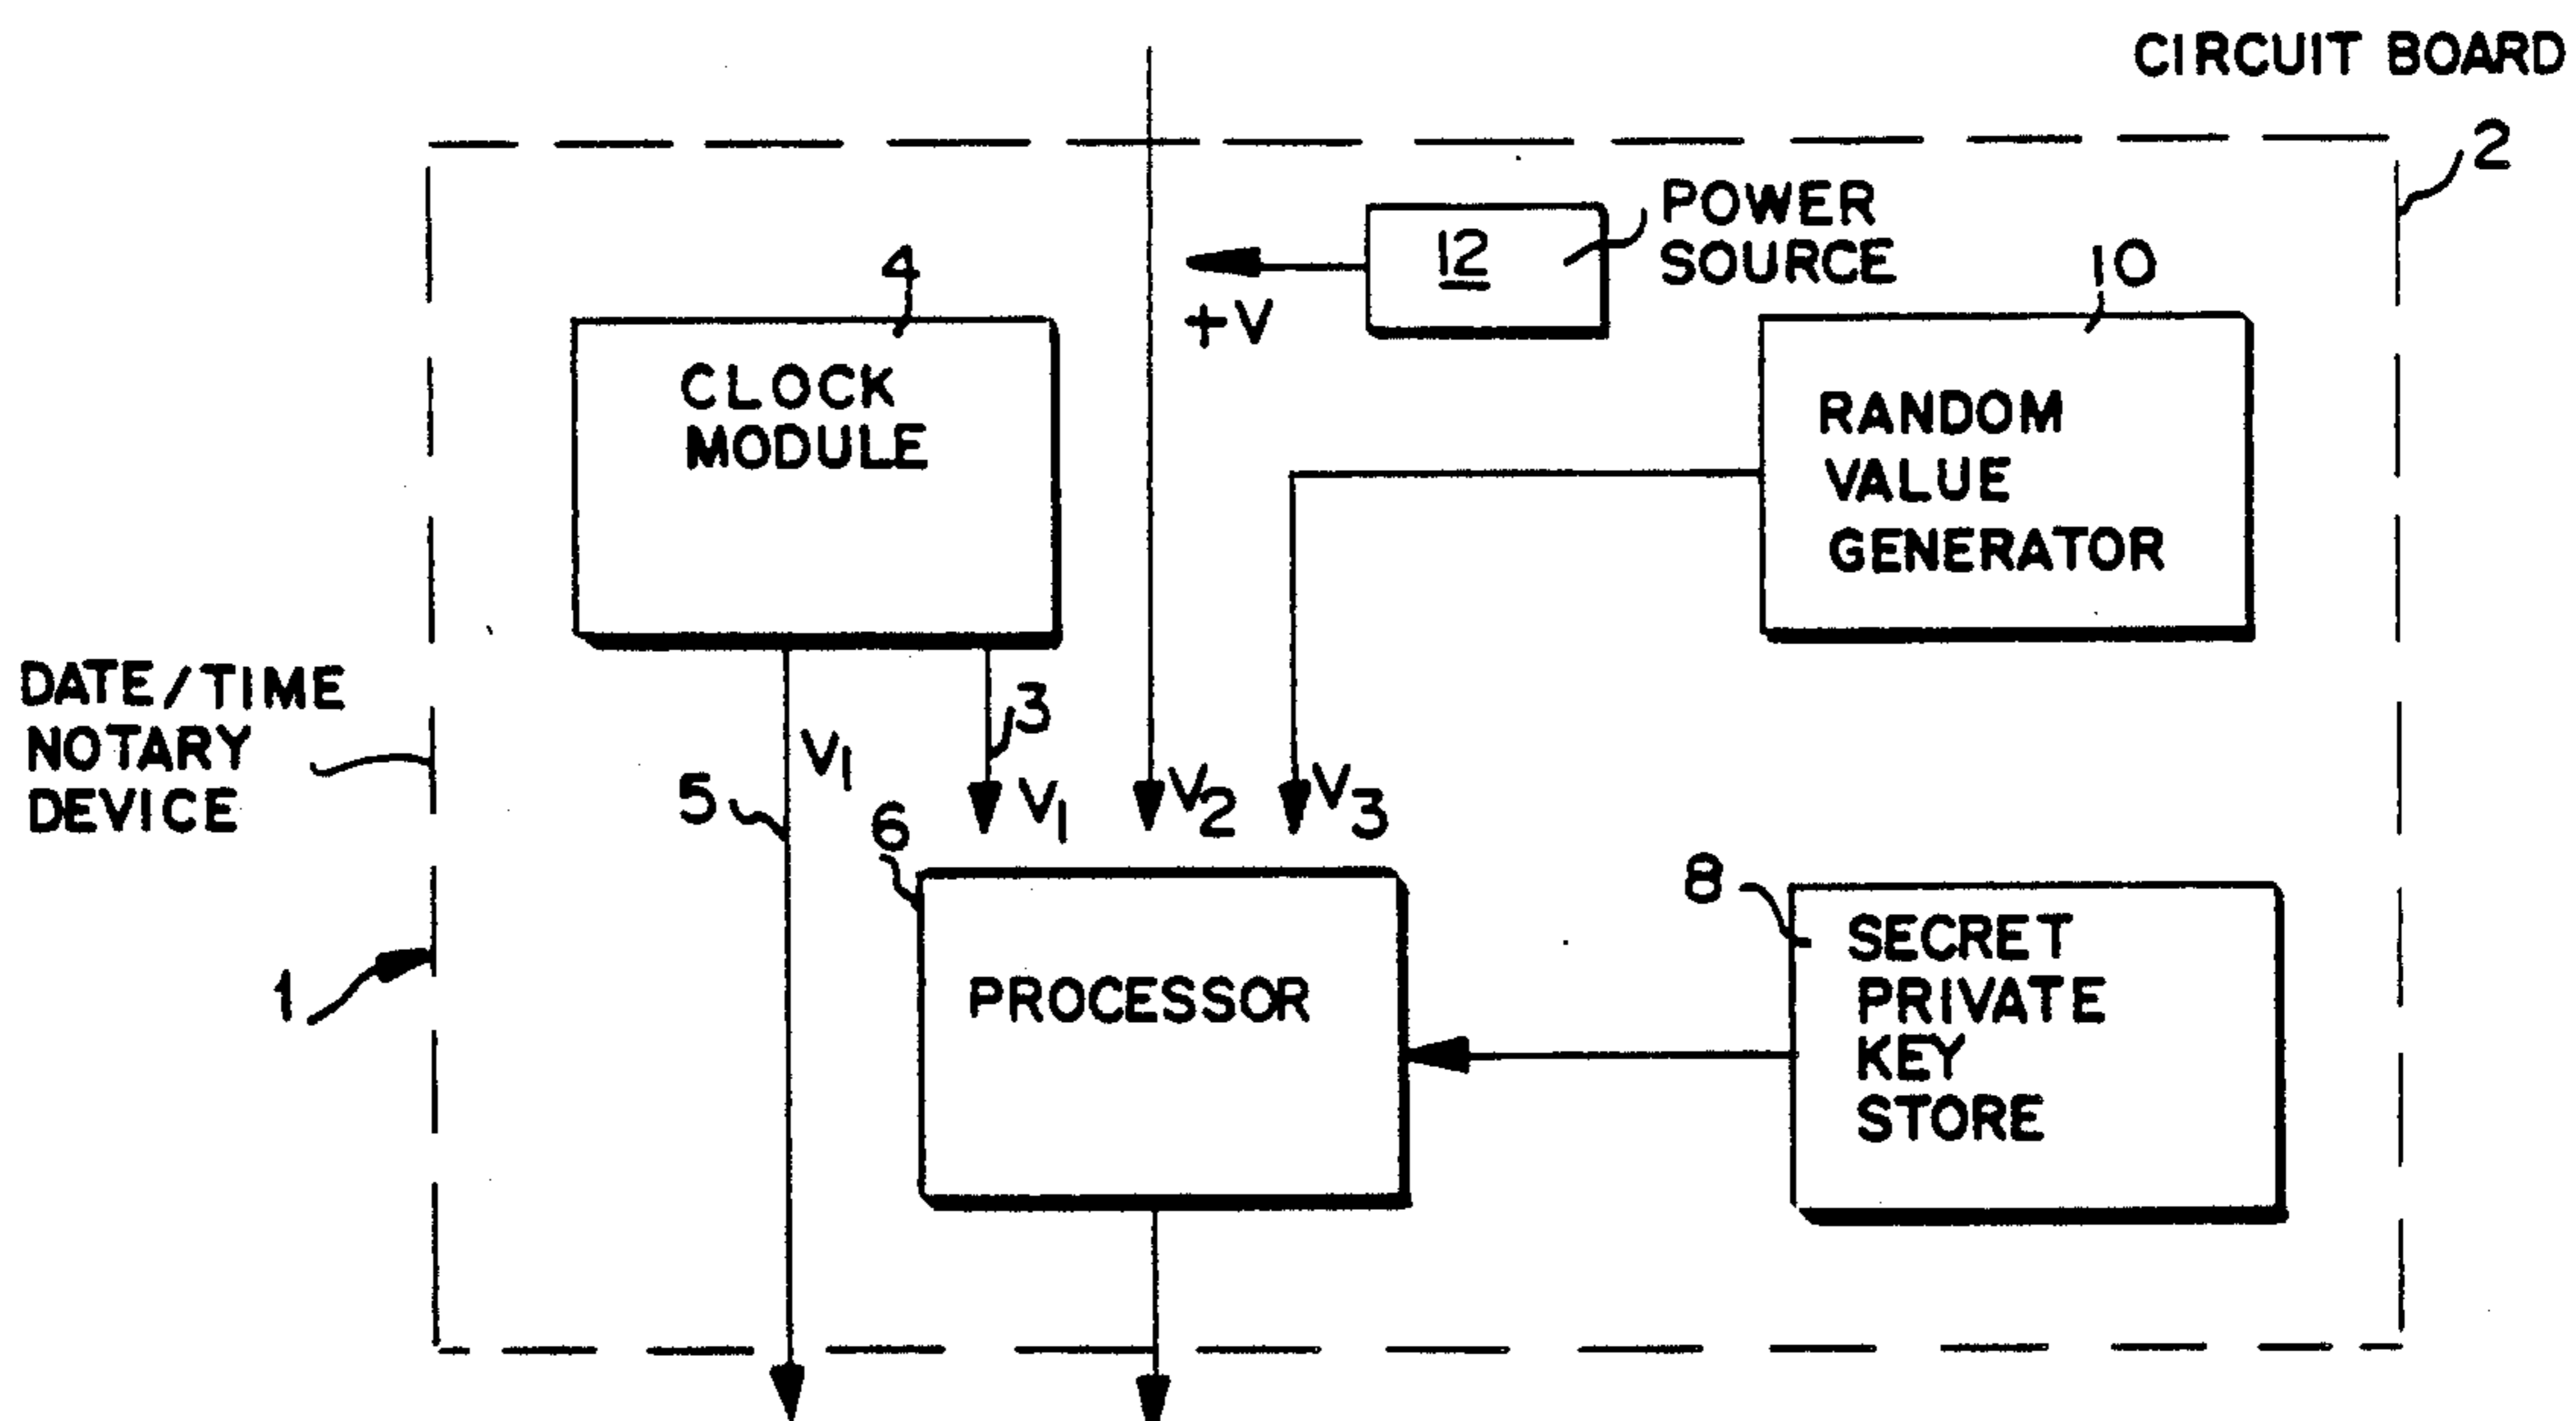 CIRCUIT BOARD
2
POWER
SOURCE
12
+V
4
10
CLOCK
MODULE
RANDOM
VALUE
GENERATOR
DATE/TIME
NOTARY
DEVICE
3
V1
5
V1
V2
V3
6
8
SECRET
PRIVATE
KEY
STORE
PROCESSOR
1